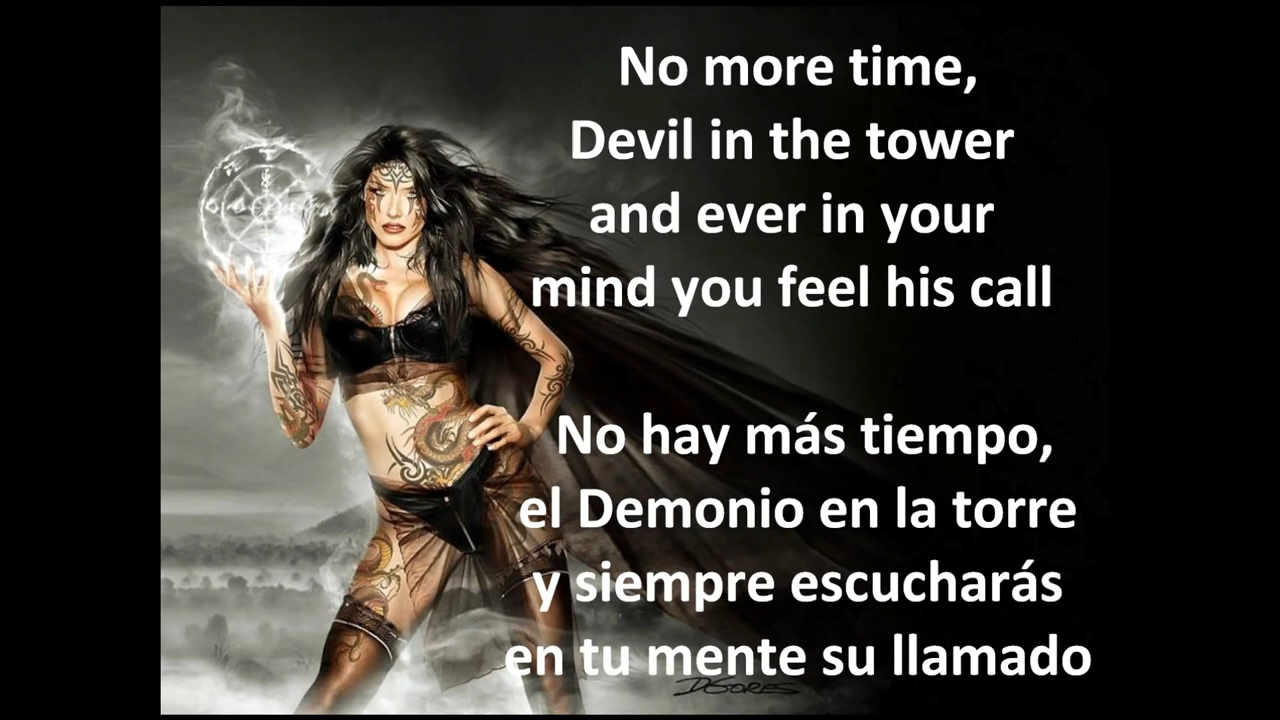 No more time,
Devil in the tower
and ever in your
mind you feel his call
No hay más tiempo,
el Demonio en la torre
y siempre escucharás
en tu mente su llamado